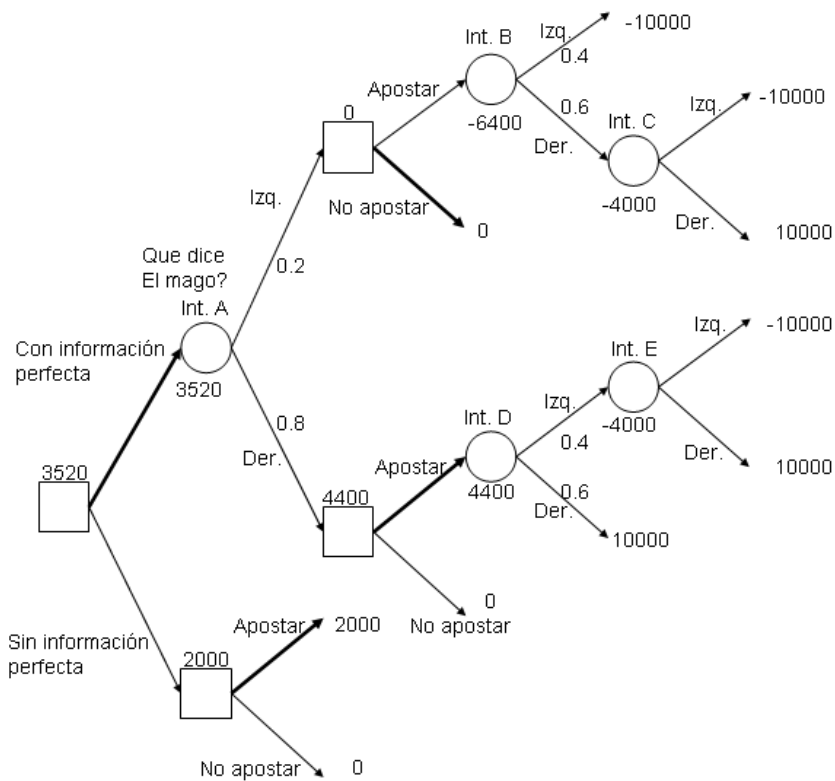 Int. B
Izq.
-10000
0.4
Apostar
0
0.6
Int. C
Izq.
-10000
-6400
Der.
-4000
Der.
10000
Izq.
No apostar
0
Que dice
El mago?
0.2
Int. A
Con información
perfecta
3520
Int. E
Izq.
-10000
Izq.
0.8
Int. D
0.4
-4000
Der.
Der.
10000
Apostar
3520
4400
4400
0.6
Der.
10000
0
No apostar
Sin información
perfecta
Apostar
2000
2000
No apostar
0